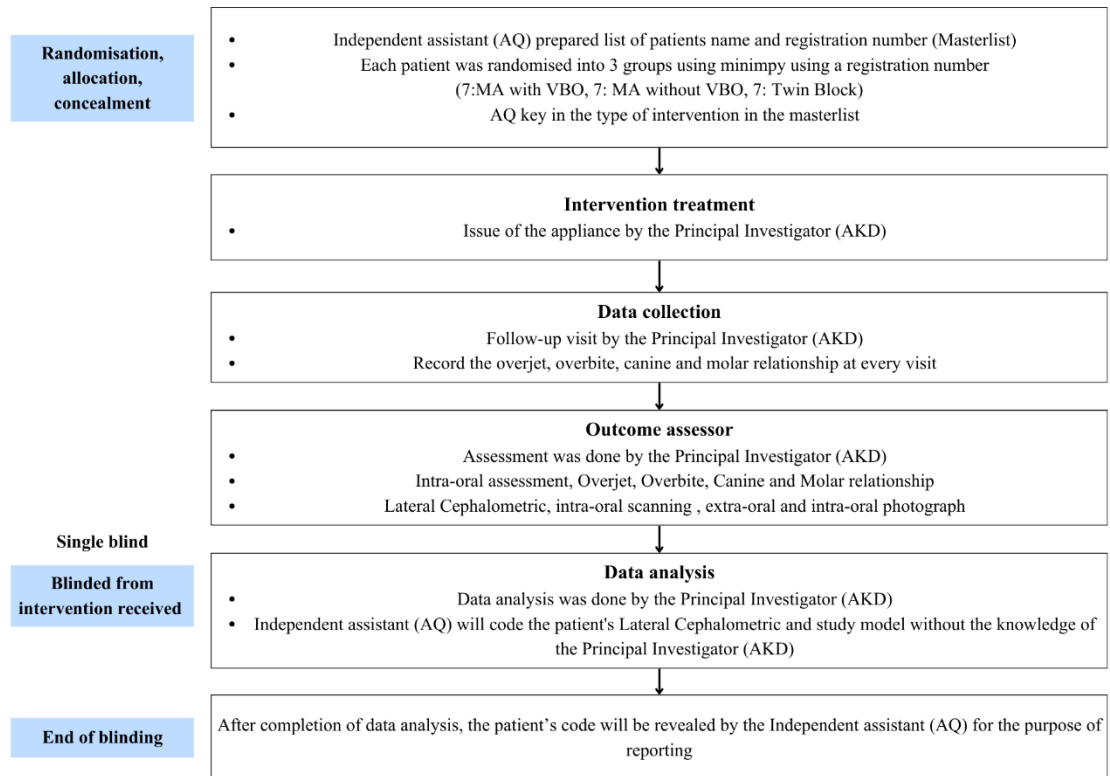 Randomisation,
allocation,
concealment
• Independent assistant (AQ) prepared list of patients name and registration number (Masterlist)
• Each patient was randomised into 3 groups using minimpy using a registration number
(7:MA with VBO, 7: MA without VBO, 7: Twin Block)
• AQ key in the type of intervention in the masterlist
Intervention treatment
• Issue of the appliance by the Principal Investigator (AKD)
Data collection
• Follow-up visit by the Principal Investigator (AKD)
• Record the overjet, overbite, canine and molar relationship at every visit
Outcome assessor
• Assessment was done by the Principal Investigator (AKD)
• Intra-oral assessment, Overjet, Overbite, Canine and Molar relationship
• Lateral Cephalometric, intra-oral scanning , extra-oral and intra-oral photograph
Single blind
Blinded from
intervention received
Data analysis
• Data analysis was done by the Principal Investigator (AKD)
• Independent assistant (AQ) will code the patient's Lateral Cephalometric and study model without the knowledge of
the Principal Investigator (AKD)
End of blinding
After completion of data analysis, the patient’s code will be revealed by the Independent assistant (AQ) for the purpose of
reporting